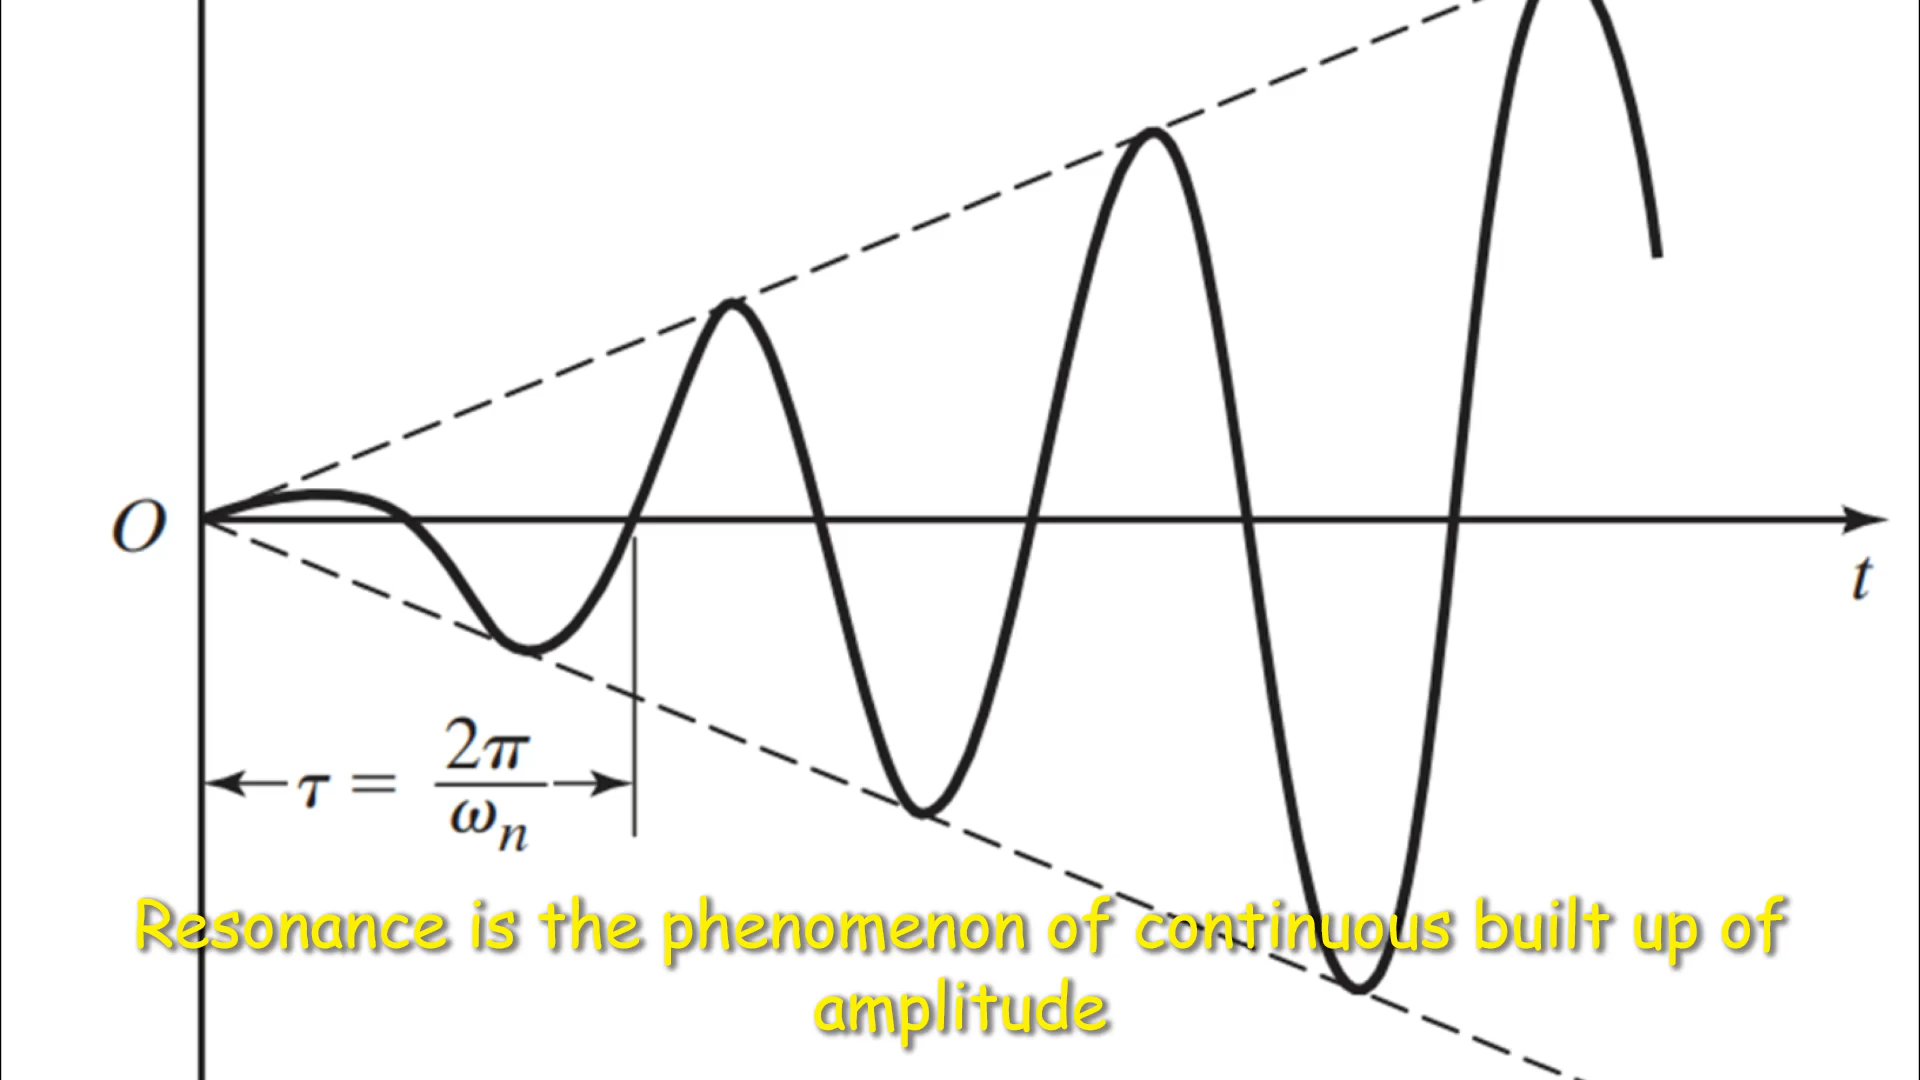 O
t
τ = 2π / ωn
Resonance is the phenomenon of continuous built up of
amplitude